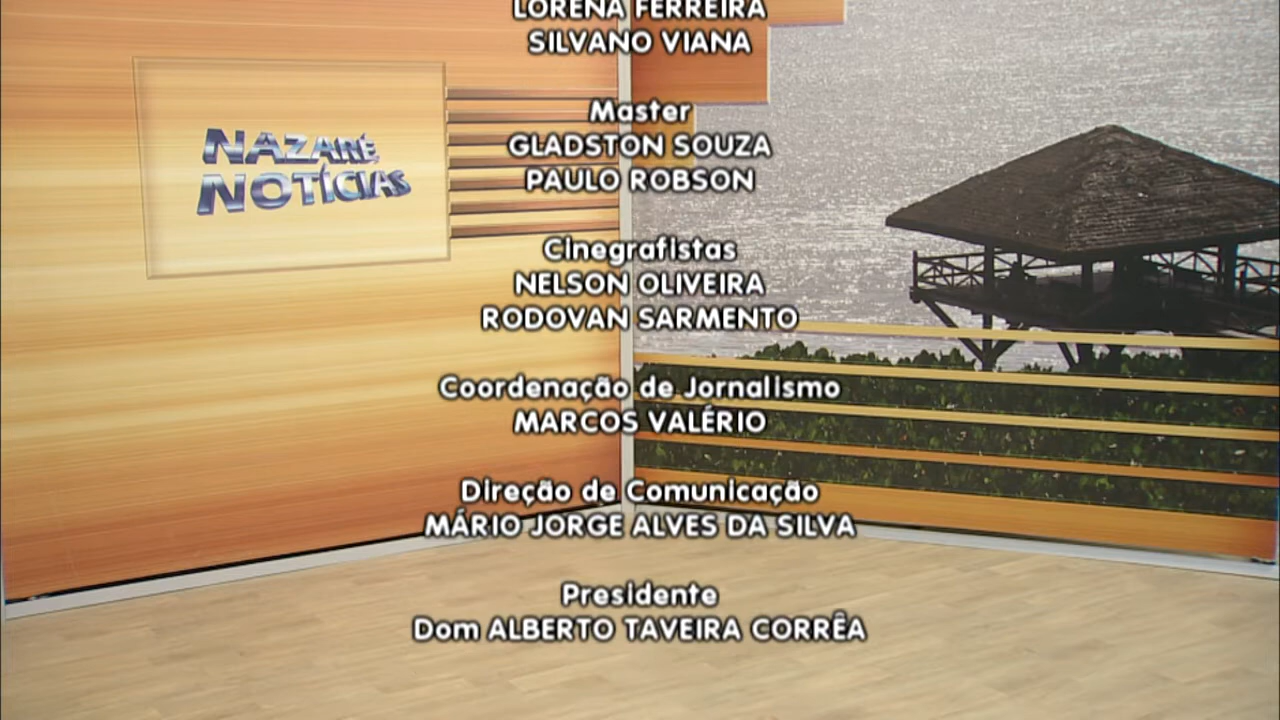 LORENA FERREIRA
SILVANO VIANA
NAZARÉ
NOTÍCIAS
Master
GLADSTON SOUZA
PAULO ROBSON
Cinegrafistas
NELSON OLIVEIRA
RODOVAN SARMENTO
Coordenação de Jornalismo
MARCOS VALÉRIO
Direção de Comunicação
MÁRIO JORGE ALVES DA SILVA
Presidente
Dom ALBERTO TAVEIRA CORRÊA